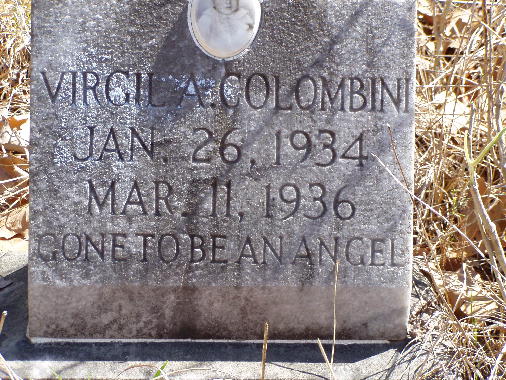 VIRGIL A. COLOMBINI
JAN. 26, 1934
MAR. 11, 1936
GONE TO BE AN ANGEL